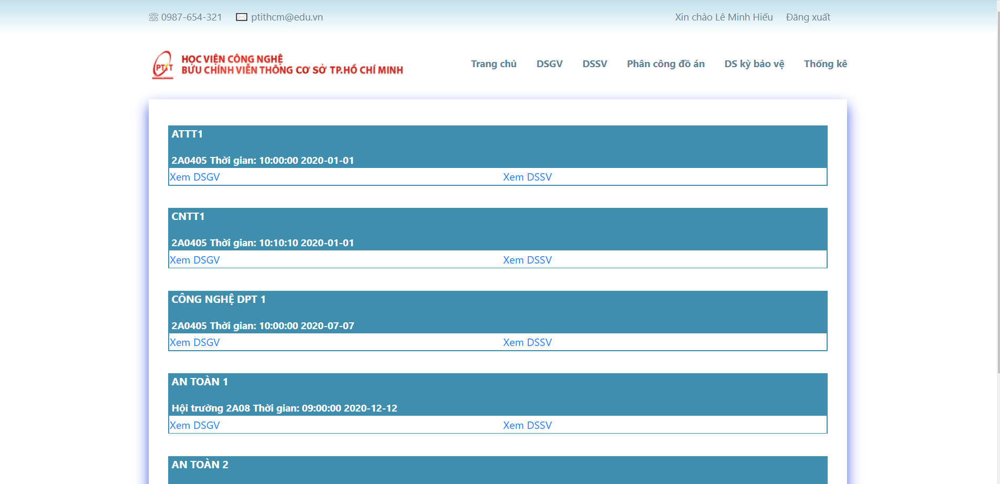 0987-654-321 ptithcm@edu.vn Xin chào Lê Minh Hiếu Đăng xuất
PTIT HỌC VIỆN CÔNG NGHỆ
BƯU CHÍNH VIỄN THÔNG CƠ SỞ TP.HỒ CHÍ MINH
Trang chủ DSGV DSSV Phân công đồ án DS kỳ bảo vệ Thống kê
ATTT1
2A0405 Thời gian: 10:00:00 2020-01-01
Xem DSGV Xem DSSV
CNTT1
2A0405 Thời gian: 10:10:10 2020-01-01
Xem DSGV Xem DSSV
CÔNG NGHỆ DPT 1
2A0405 Thời gian: 10:00:00 2020-07-07
Xem DSGV Xem DSSV
AN TOÀN 1
Hội trường 2A08 Thời gian: 09:00:00 2020-12-12
Xem DSGV Xem DSSV
AN TOÀN 2